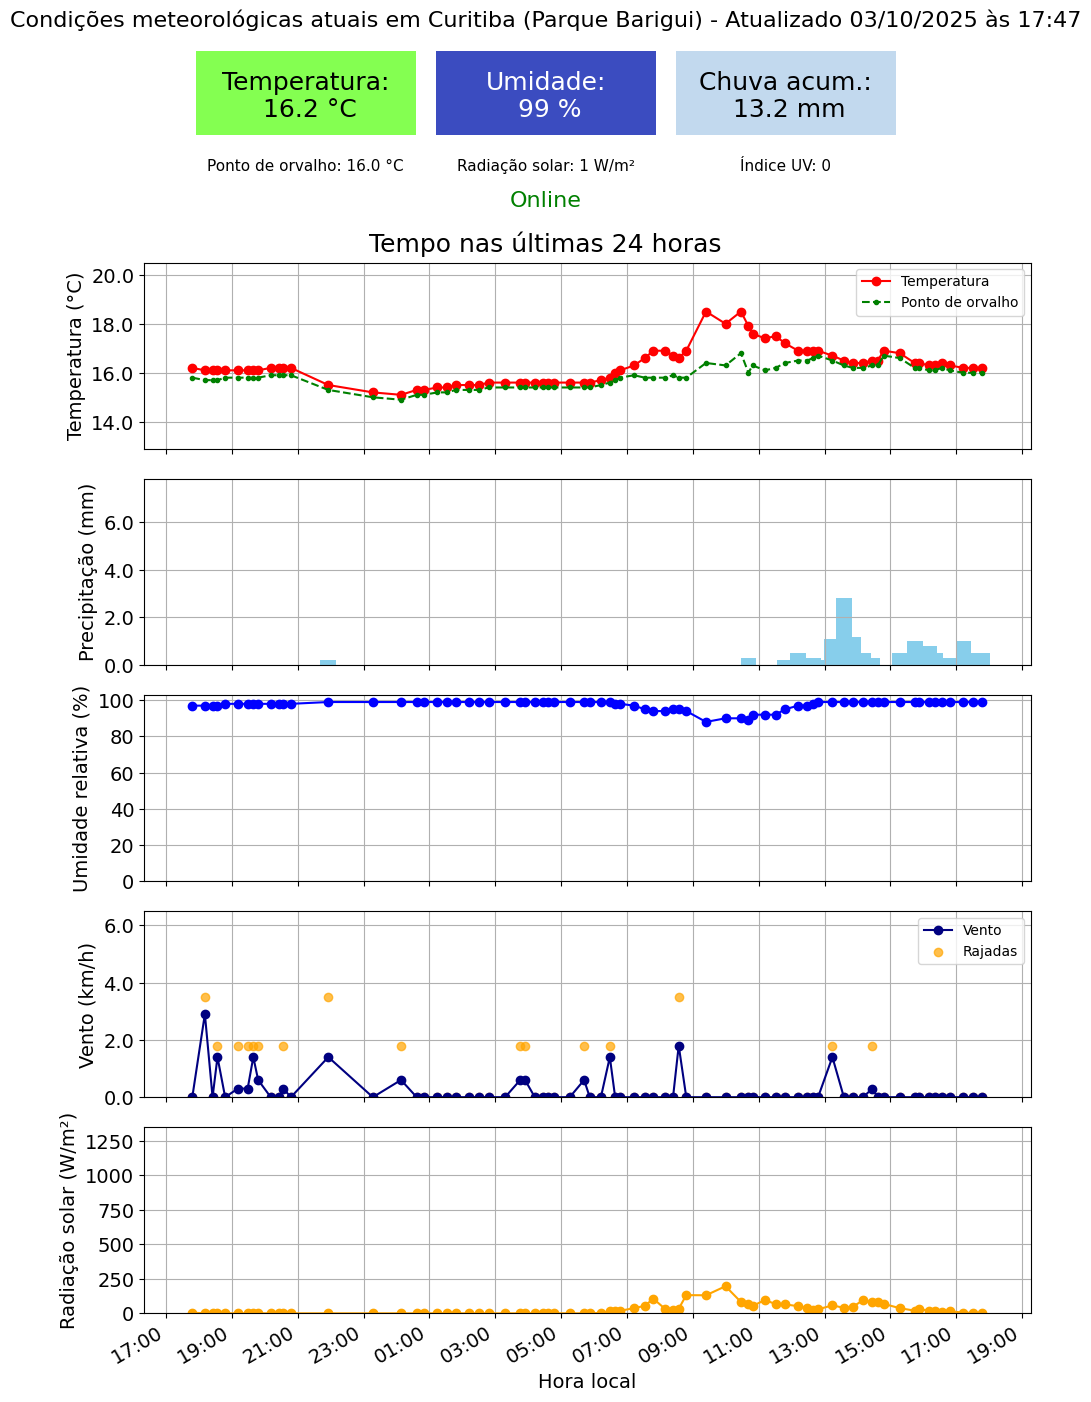 Condições meteorológicas atuais em Curitiba (Parque Barigui) - Atualizado 03/10/2025 às 17:47
Temperatura:
16.2 °C
Umidade:
99 %
Chuva acum.:
13.2 mm
Ponto de orvalho: 16.0 °C
Radiação solar: 1 W/m²
Índice UV: 0
Online
Tempo nas últimas 24 horas
Temperatura (°C)
20.0
18.0
16.0
14.0
Temperatura
Ponto de orvalho
Precipitação (mm)
6.0
4.0
2.0
0.0
Umidade relativa (%)
100
80
60
40
20
0
Vento (km/h)
6.0
4.0
2.0
0.0
Vento
Rajadas
Radiação solar (W/m²)
1250
1000
750
500
250
0
17:00 19:00 21:00 23:00 01:00 03:00 05:00 07:00 09:00 11:00 13:00 15:00 17:00 19:00
Hora local